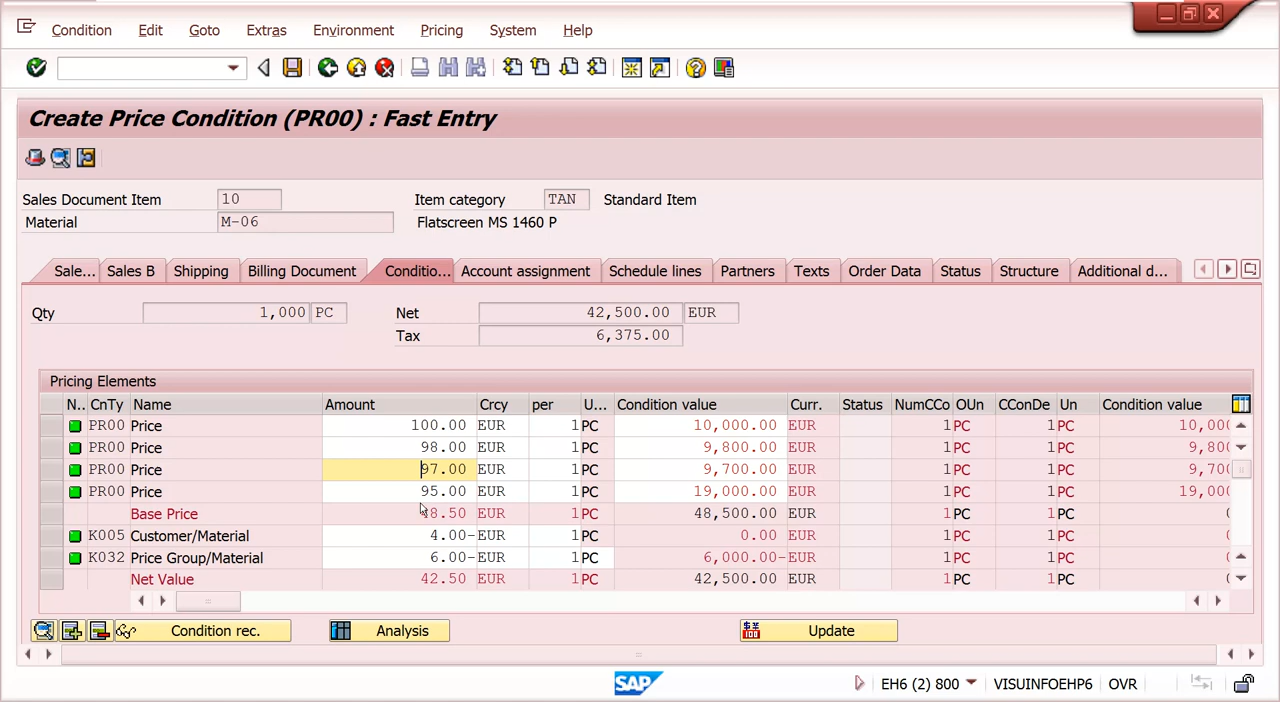 Condition Edit Goto Extras Environment Pricing System Help
Create Price Condition (PR00) : Fast Entry
Sales Document Item 10 Item category TAN Standard Item
Material M-06 Flatscreen MS 1460 P
Sale... Sales B Shipping Billing Document Conditio... Account assignment Schedule lines Partners Texts Order Data Status Structure Additional d...
Qty 1,000 PC Net 42,500.00 EUR
Tax 6,375.00
Pricing Elements
N.. CnTy Name Amount Crcy per U... Condition value Curr. Status NumCCo OUn CConDe Un Condition value
PR00 Price 100.00 EUR 1 PC 10,000.00 EUR 1 PC 1 PC 10,000
PR00 Price 98.00 EUR 1 PC 9,800.00 EUR 1 PC 1 PC 9,800
PR00 Price 97.00 EUR 1 PC 9,700.00 EUR 1 PC 1 PC 9,700
PR00 Price 95.00 EUR 1 PC 19,000.00 EUR 1 PC 1 PC 19,000
Base Price 48.50 EUR 1 PC 48,500.00 EUR 1 PC 1 PC
K005 Customer/Material 4.00- EUR 1 PC 0.00 EUR 1 PC 1 PC
K032 Price Group/Material 6.00- EUR 1 PC 6,000.00- EUR 1 PC 1 PC
Net Value 42.50 EUR 1 PC 42,500.00 EUR 1 PC 1 PC
Condition rec. Analysis Update
SAP EH6 (2) 800 VISUINFOEHP6 OVR